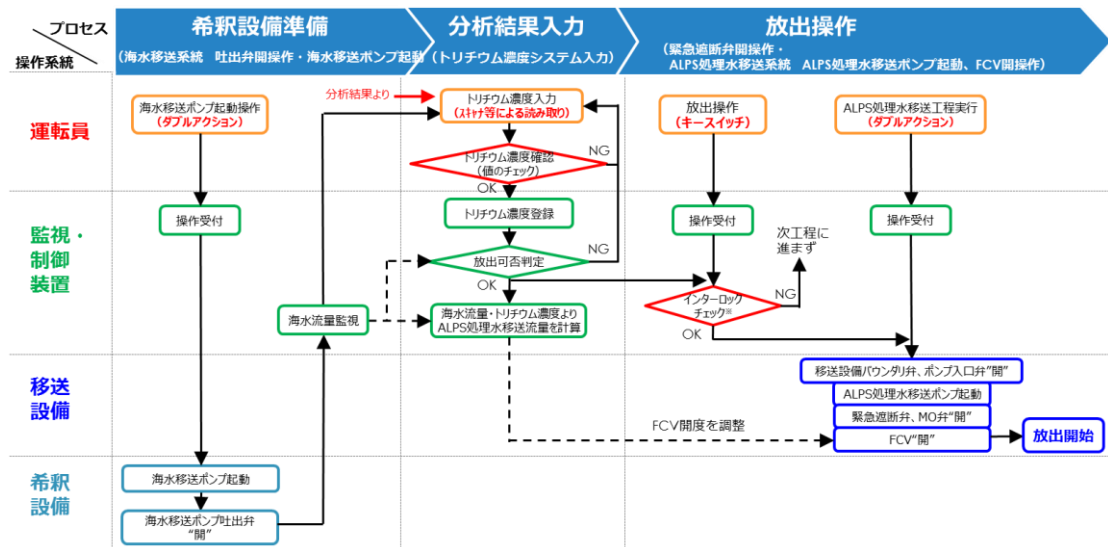 プロセス
操作系統
希釈設備準備
(海水移送系統 吐出弁開操作・海水移送ポンプ起動)
分析結果入力
(トリチウム濃度システム入力)
放出操作
(緊急遮断弁開操作・
ALPS処理水移送系統 ALPS処理水移送ポンプ起動、FCV開操作)
運転員
海水移送ポンプ起動操作
(ダブルアクション)
分析結果より
トリチウム濃度入力
(スキャナ等による読み取り)
トリチウム濃度確認
(値のチェック)
NG
OK
放出操作
(キースイッチ)
ALPS処理水移送工程実行
(ダブルアクション)
監視・
制御
装置
操作受付
海水流量監視
トリチウム濃度登録
放出可否判定
NG
OK
海水流量・トリチウム濃度より
ALPS処理水移送流量を計算
操作受付
インターロック
チェック※
NG
OK
次工程に
進まず
操作受付
移送
設備
移送設備バウンダリ弁、ポンプ入口弁"開"
ALPS処理水移送ポンプ起動
緊急遮断弁、MO弁"開"
FCV"開"
FCV開度を調整
放出開始
希釈
設備
海水移送ポンプ起動
海水移送ポンプ吐出弁
"開"